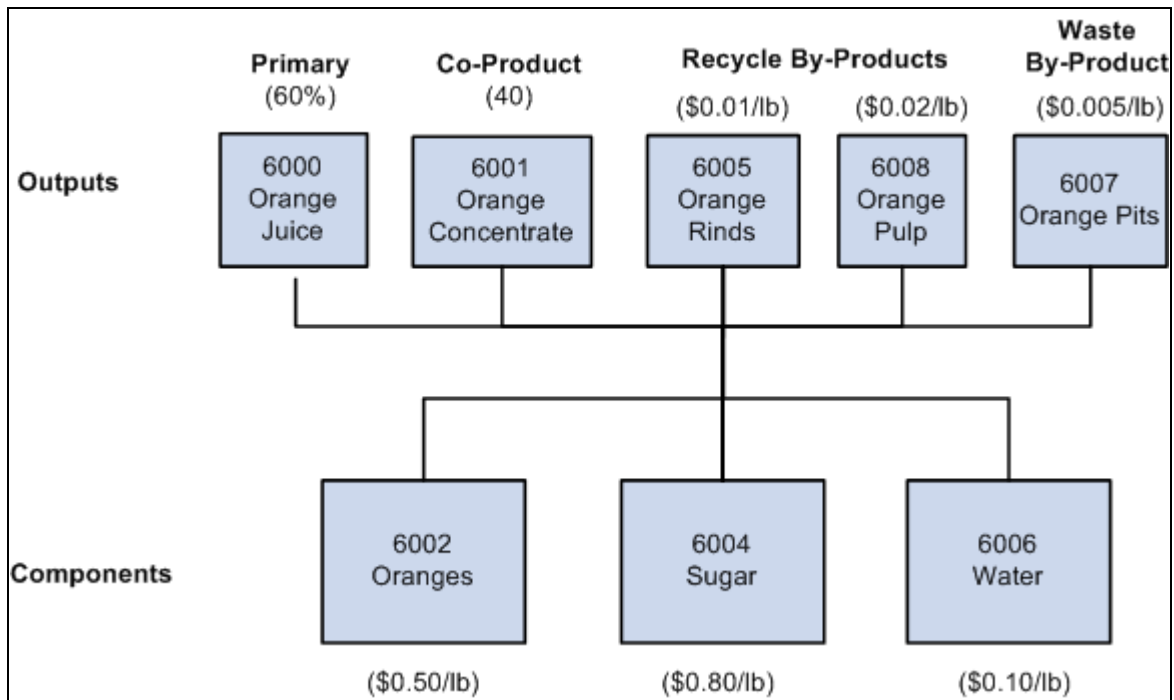 Primary
(60%)
Co-Product
(40)
Recycle By-Products
($0.01/lb)
($0.02/lb)
Waste
By-Product
($0.005/lb)
Outputs
6000
Orange
Juice
6001
Orange
Concentrate
6005
Orange
Rinds
6008
Orange
Pulp
6007
Orange Pits
Components
6002
Oranges
6004
Sugar
6006
Water
($0.50/lb)
($0.80/lb)
($0.10/lb)